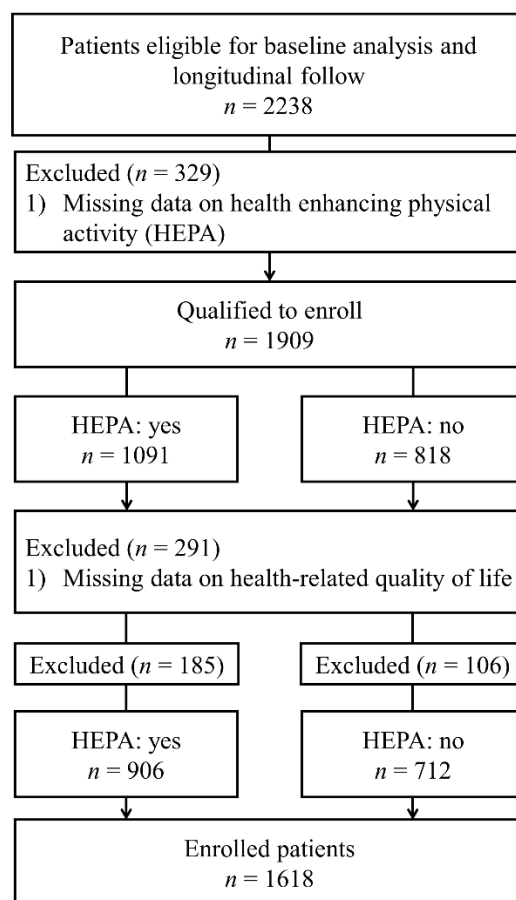 Patients eligible for baseline analysis and
longitudinal follow
n = 2238
Excluded (n = 329)
1) Missing data on health enhancing physical
activity (HEPA)
Qualified to enroll
n = 1909
HEPA: yes
n = 1091
HEPA: no
n = 818
Excluded (n = 291)
1) Missing data on health-related quality of life
Excluded (n = 185)
Excluded (n = 106)
HEPA: yes
n = 906
HEPA: no
n = 712
Enrolled patients
n = 1618